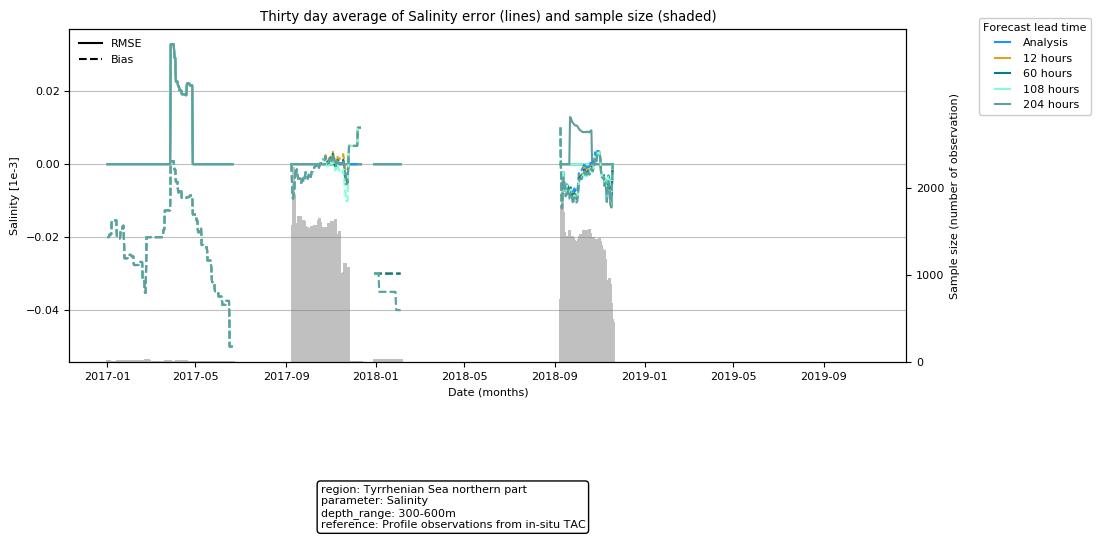 Thirty day average of Salinity error (lines) and sample size (shaded)
RMSE
Bias
Forecast lead time
Analysis
12 hours
60 hours
108 hours
204 hours
Salinity [1e-3]
0.02
0.00
−0.02
−0.04
2000
1000
0
Sample size (number of observation)
2017-01 2017-05 2017-09 2018-01 2018-05 2018-09 2019-01 2019-05 2019-09
Date (months)
region: Tyrrhenian Sea northern part
parameter: Salinity
depth_range: 300-600m
reference: Profile observations from in-situ TAC